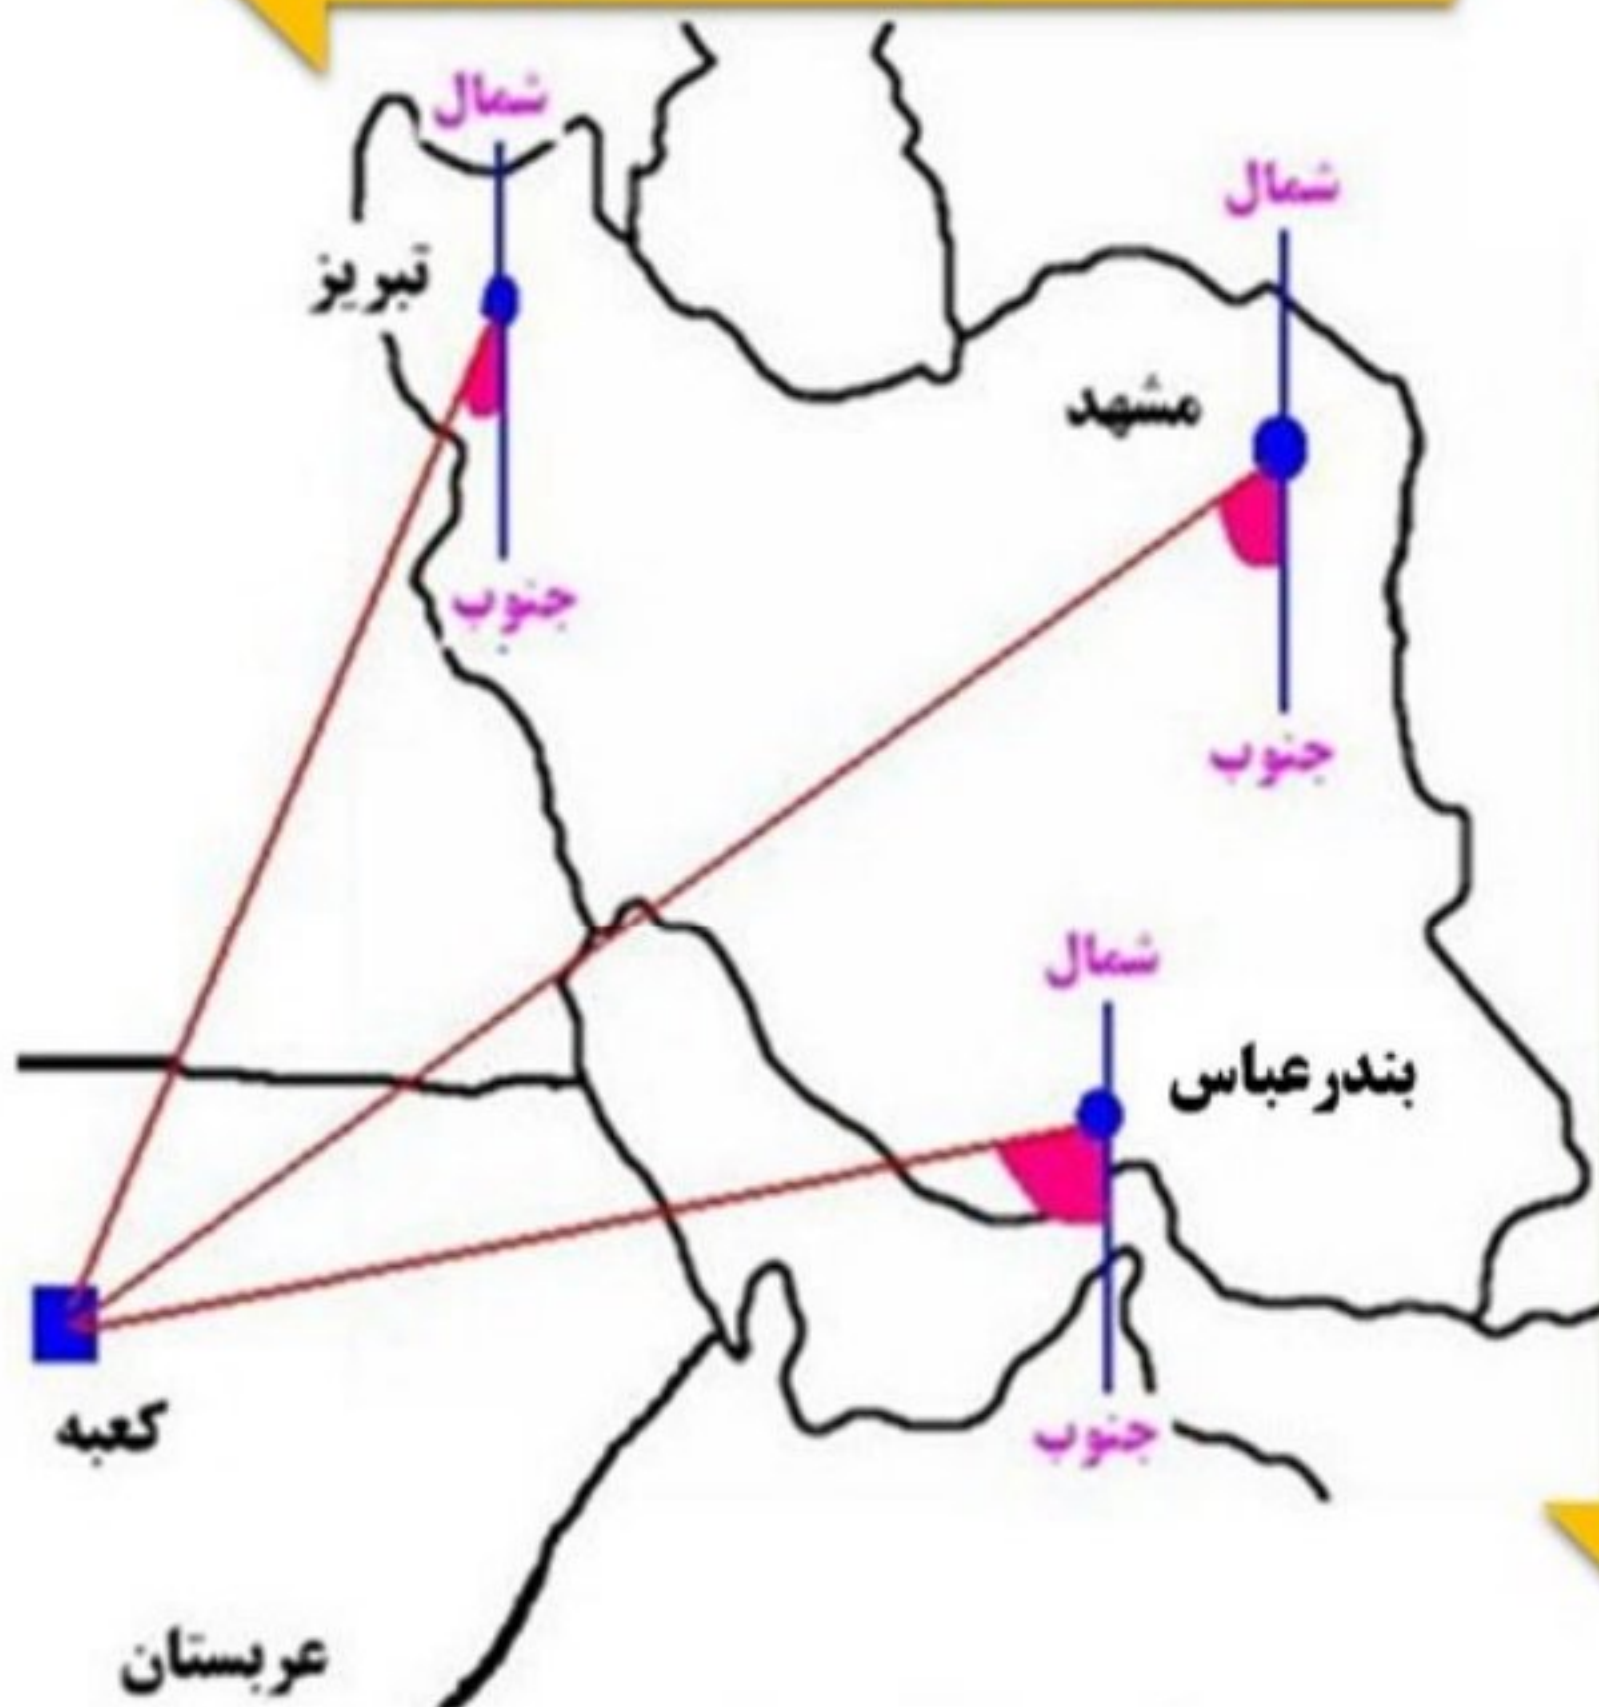 شمال
شمال
تبریز
مشهد
جنوب
جنوب
شمال
بندرعباس
کعبه
جنوب
عربستان